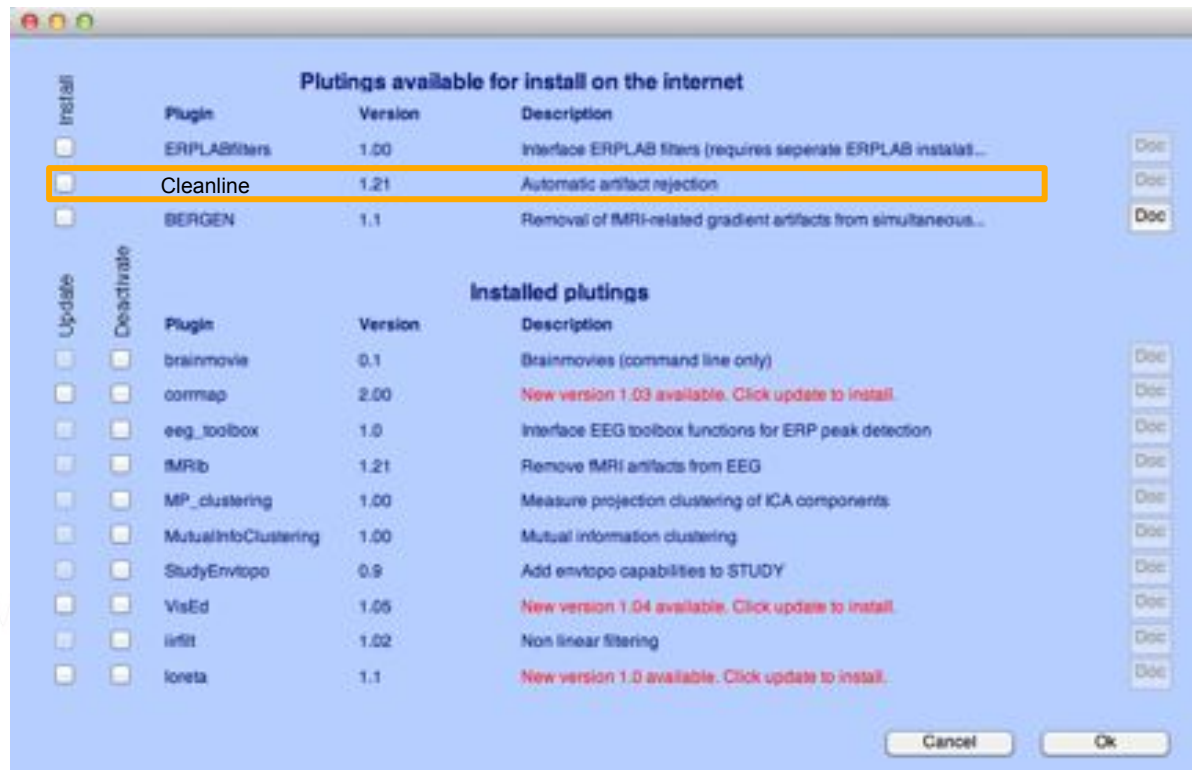 Install
Plutings available for install on the internet
Plugin Version Description
ERPLABfilters 1.00 Interface ERPLAB filters (requires seperate ERPLAB instalati... Doc
Cleanline 1.21 Automatic artifact rejection Doc
BERGEN 1.1 Removal of fMRI-related gradient artifacts from simultaneous... Doc
Update Deactivate
Installed plutings
Plugin Version Description
brainmovie 0.1 Brainmovies (command line only) Doc
corrmap 2.00 New version 1.03 available. Click update to install. Doc
eeg_toolbox 1.0 Interface EEG toolbox functions for ERP peak detection Doc
fMRIb 1.21 Remove fMRI artifacts from EEG Doc
MP_clustering 1.00 Measure projection clustering of ICA components Doc
MutualInfoClustering 1.00 Mutual information clustering Doc
StudyEnvtopo 0.9 Add envtopo capabilities to STUDY Doc
VisEd 1.05 New version 1.04 available. Click update to install. Doc
iirfilt 1.02 Non linear filtering Doc
loreta 1.1 New version 1.0 available. Click update to install. Doc
Cancel Ok